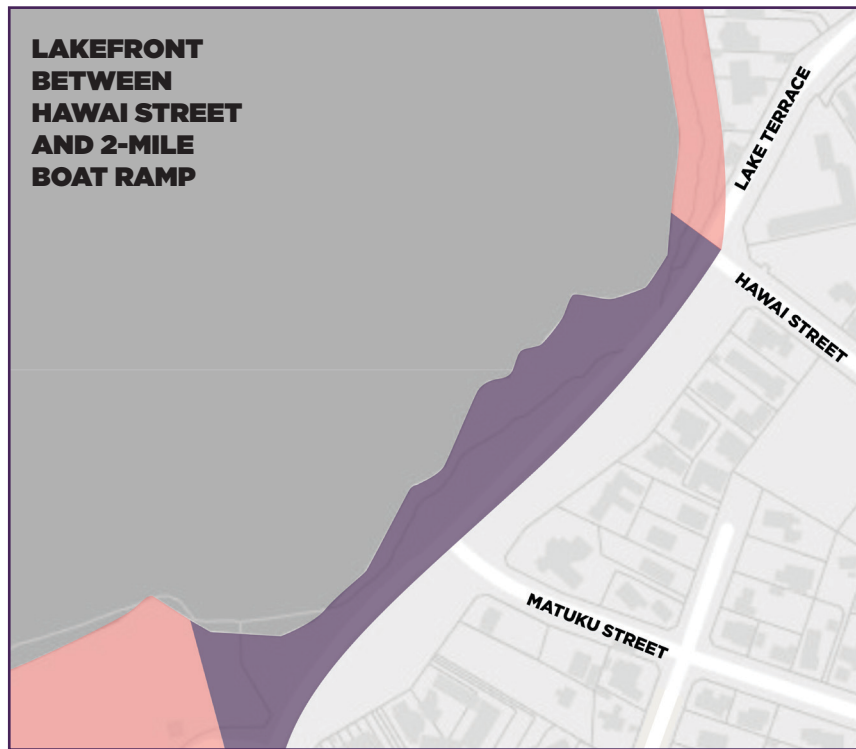 LAKEFRONT
BETWEEN
HAWAI STREET
AND 2-MILE
BOAT RAMP
LAKE TERRACE
HAWAI STREET
MATUKU STREET